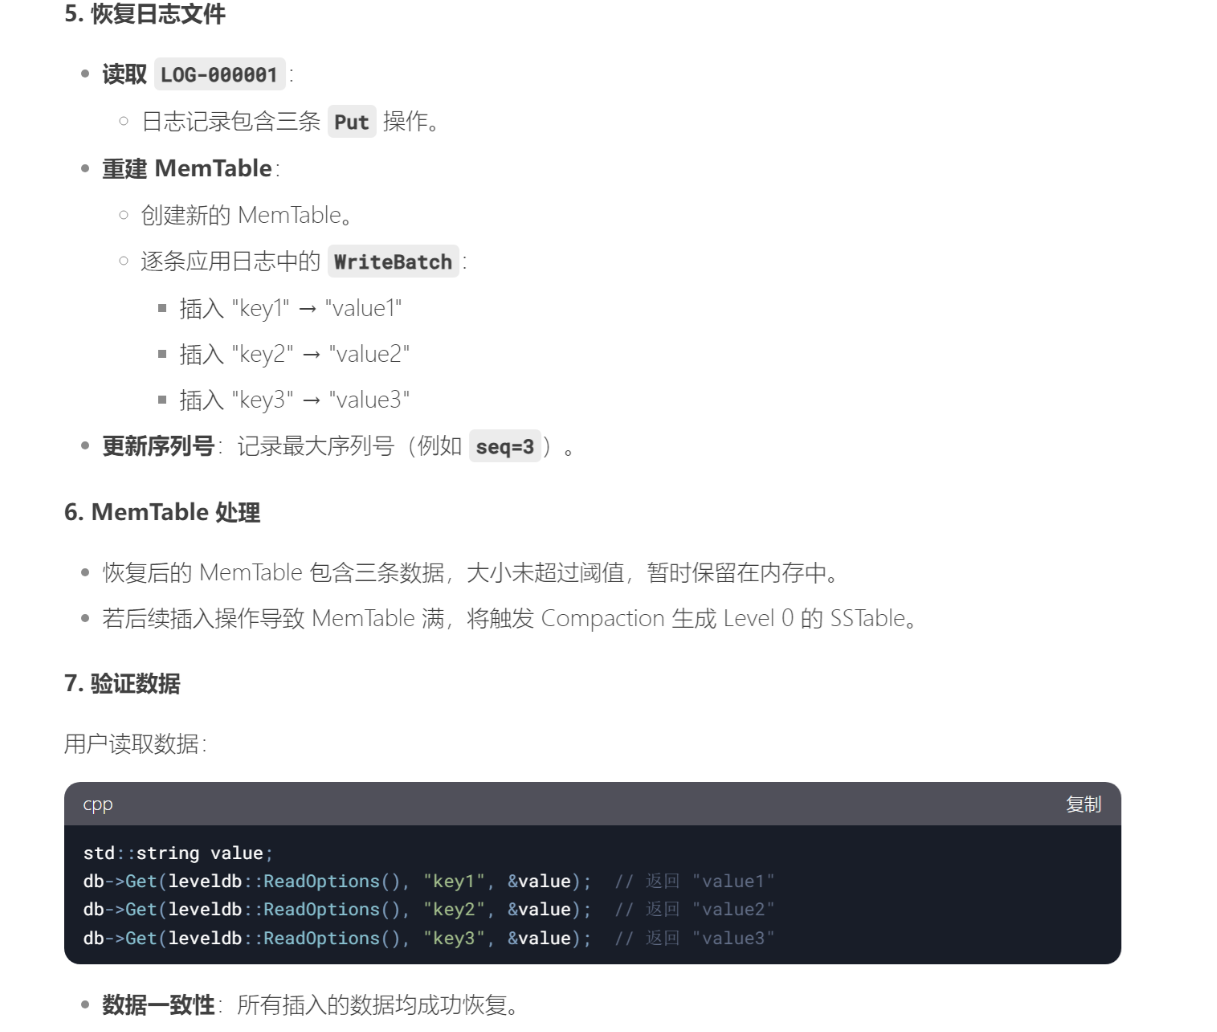 5. 恢复日志文件
读取 LOG-000001：
日志记录包含三条 Put 操作。
重建 MemTable：
创建新的 MemTable。
逐条应用日志中的 WriteBatch：
插入 "key1" → "value1"
插入 "key2" → "value2"
插入 "key3" → "value3"
更新序列号：记录最大序列号（例如 seq=3）。
6. MemTable 处理
恢复后的 MemTable 包含三条数据，大小未超过阈值，暂时保留在内存中。
若后续插入操作导致 MemTable 满，将触发 Compaction 生成 Level 0 的 SSTable。
7. 验证数据
用户读取数据：
cpp 复制
std::string value;
db->Get(leveldb::ReadOptions(), "key1", &value);  // 返回 "value1"
db->Get(leveldb::ReadOptions(), "key2", &value);  // 返回 "value2"
db->Get(leveldb::ReadOptions(), "key3", &value);  // 返回 "value3"
数据一致性：所有插入的数据均成功恢复。